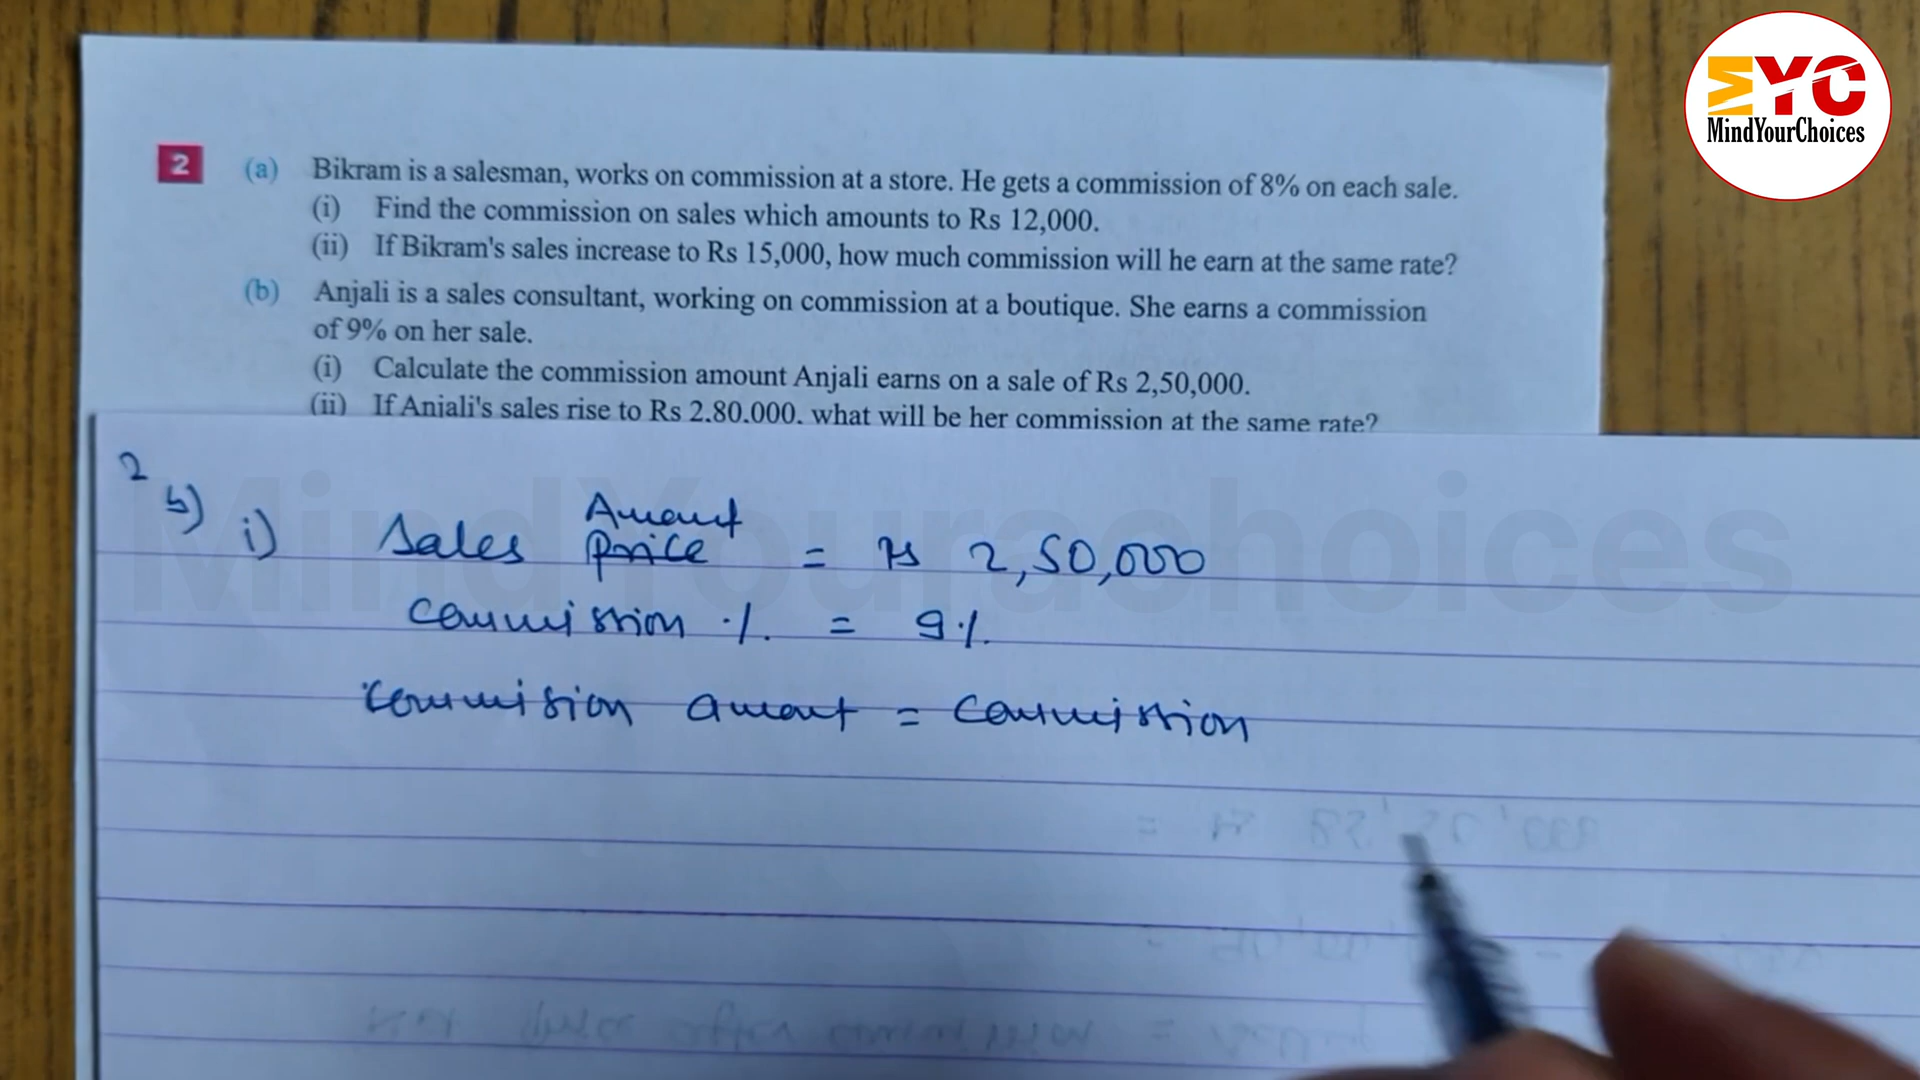 MYC
MindYourChoices
2 (a) Bikram is a salesman, works on commission at a store. He gets a commission of 8% on each sale.
(i) Find the commission on sales which amounts to Rs 12,000.
(ii) If Bikram's sales increase to Rs 15,000, how much commission will he earn at the same rate?
(b) Anjali is a sales consultant, working on commission at a boutique. She earns a commission
of 9% on her sale.
(i) Calculate the commission amount Anjali earns on a sale of Rs 2,50,000.
(ii) If Anjali's sales rise to Rs 2,80,000, what will be her commission at the same rate?
MindYourachoices
2
b) i) Sales Amount = Rs 2,50,000
commission % = 9%
commision amount = commission